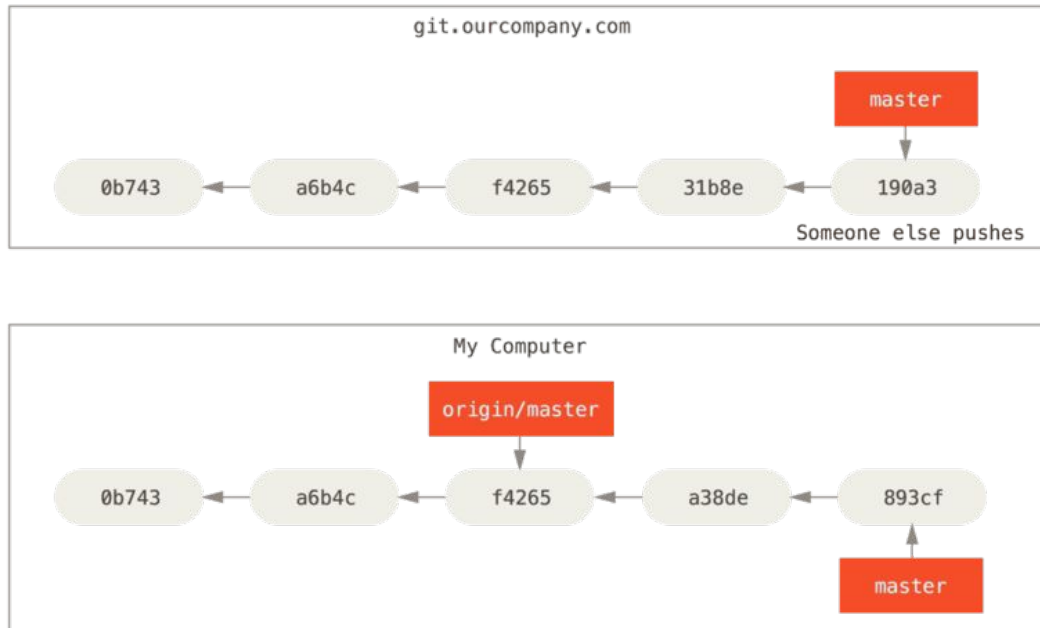 git.ourcompany.com
master
0b743 a6b4c f4265 31b8e 190a3
Someone else pushes
My Computer
origin/master
0b743 a6b4c f4265 a38de 893cf
master